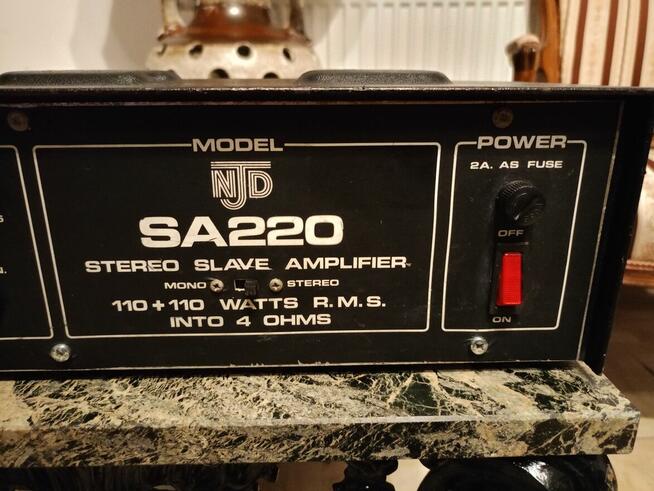 MODEL
NJD
SA220
STEREO SLAVE AMPLIFIER
MONO STEREO
110+110 WATTS R.M.S.
INTO 4 OHMS
POWER
2A. AS FUSE
OFF
ON